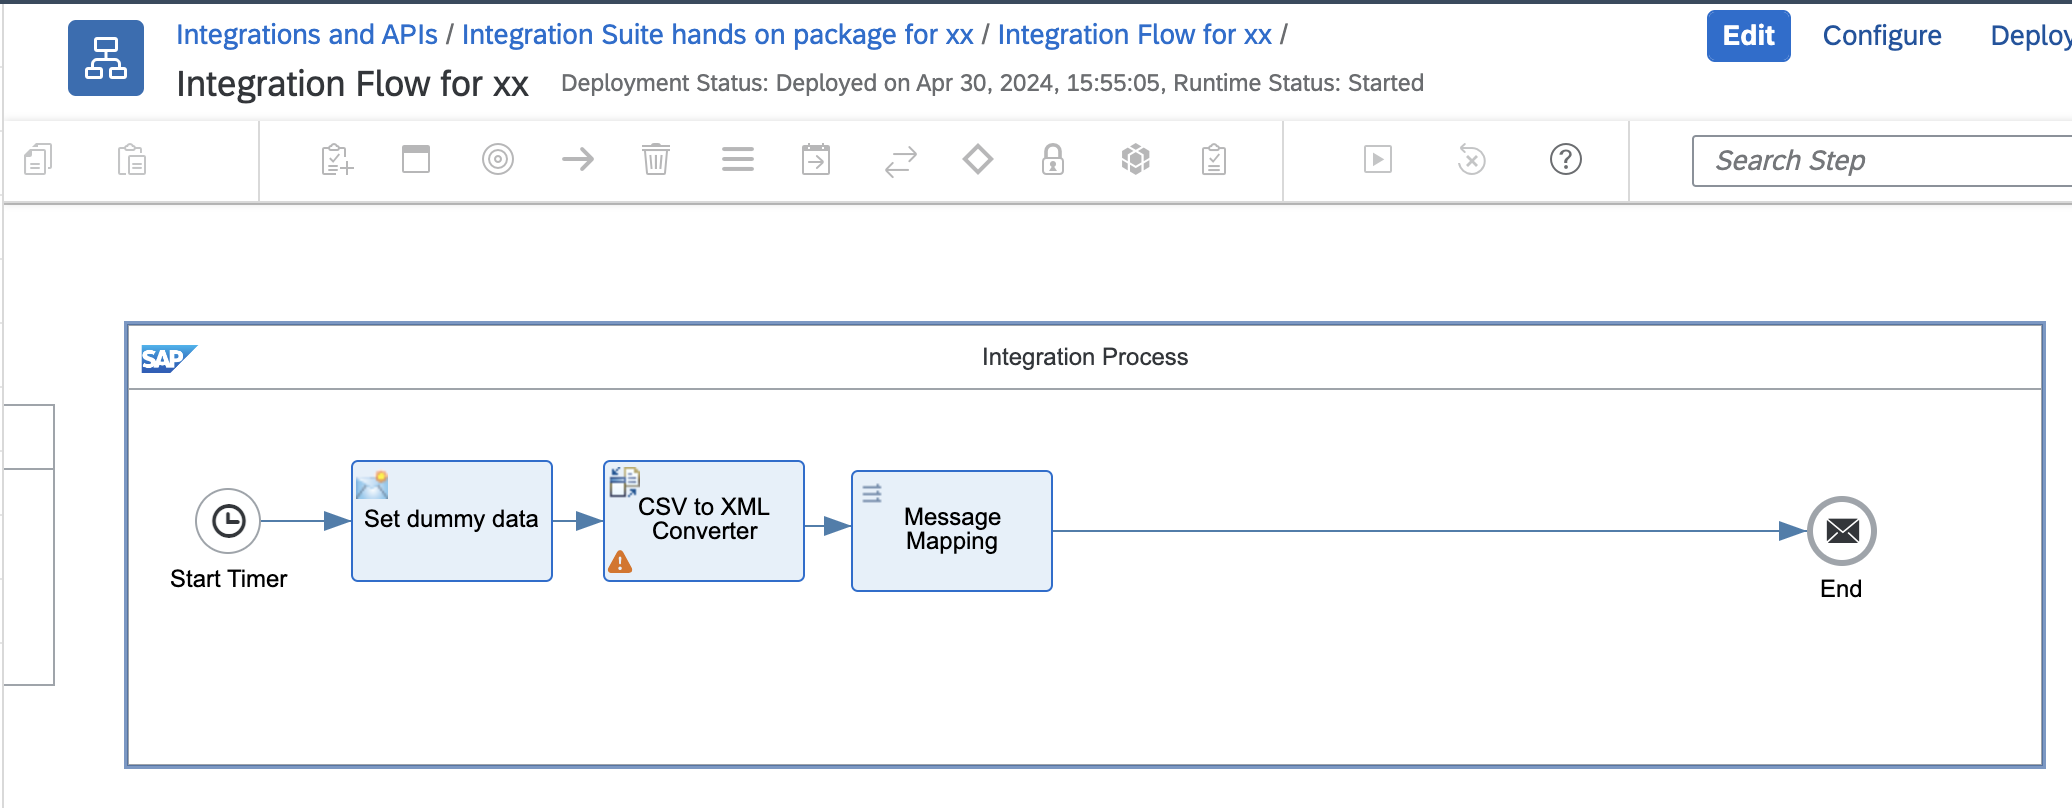 Integrations and APIs / Integration Suite hands on package for xx / Integration Flow for xx /
Edit Configure Deploy
Integration Flow for xx Deployment Status: Deployed on Apr 30, 2024, 15:55:05, Runtime Status: Started
Search Step
SAP
Integration Process
Start Timer
Set dummy data
CSV to XML
Converter
Message
Mapping
End